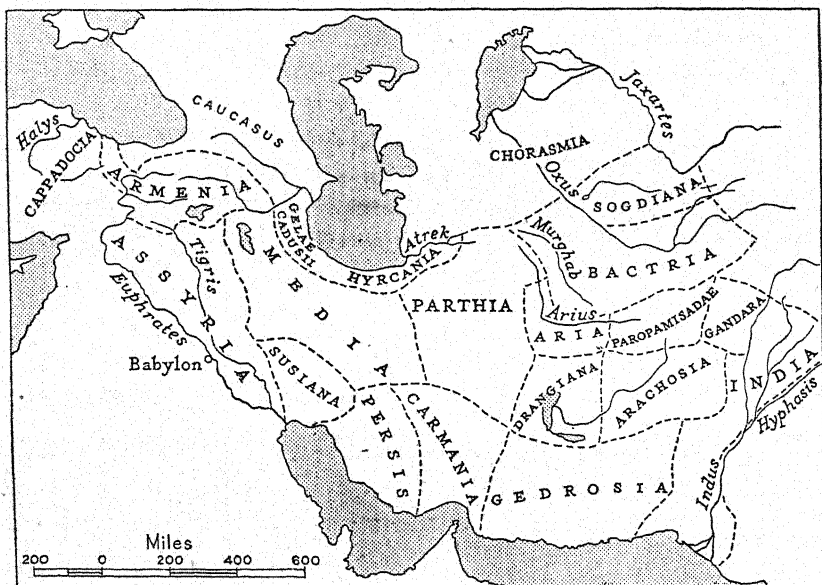 Halys
CAPPADOCIA
CAUCASUS
ARMENIA
GELAE
CADUSII
CHORASMIA
Jaxartes
Oxus
SOGDIANA
ASSYRIA
Tigris
Euphrates
Babylon
MEDIA
HYRCANIA
Atrek
PARTHIA
Murghab
BACTRIA
Arius
ARIA
PAROPAMISADAE
GANDARA
SUSIANA
PERSIS
CARMANIA
DRANGIANA
ARACHOSIA
INDIA
Hyphasis
GEDROSIA
Indus
Miles
200 0 200 400 600